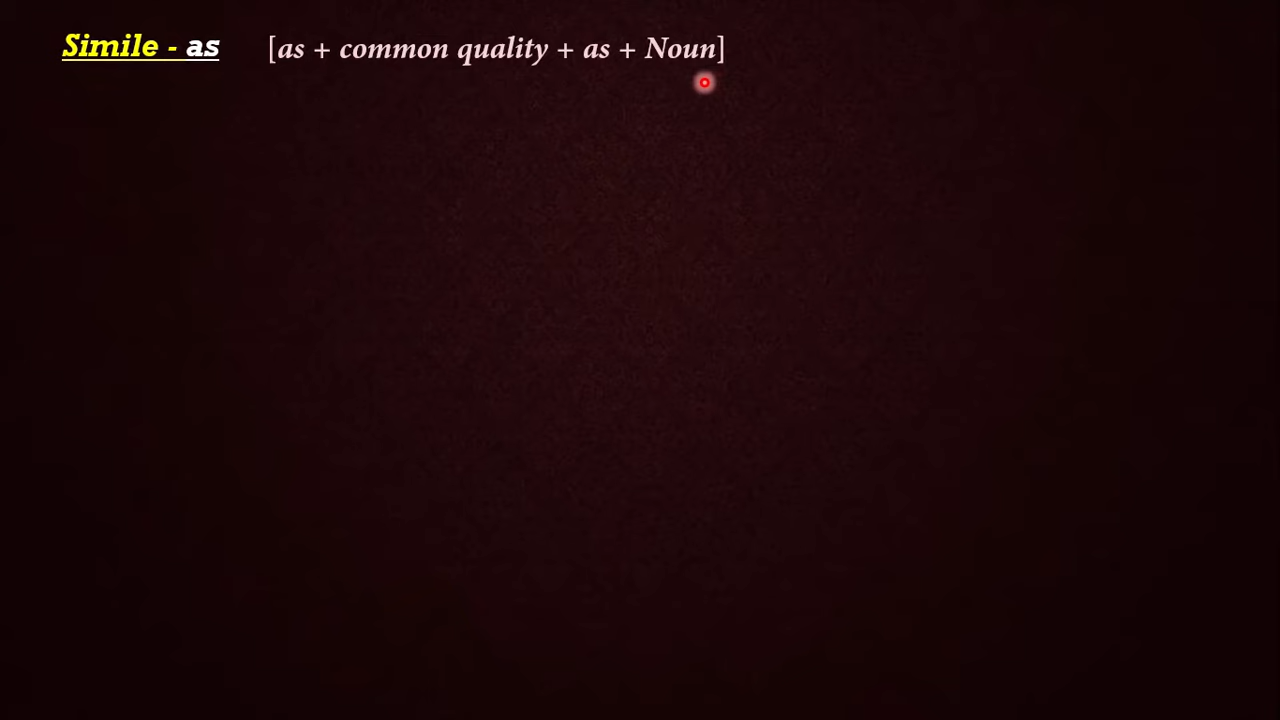 Simile - as [as + common quality + as + Noun]